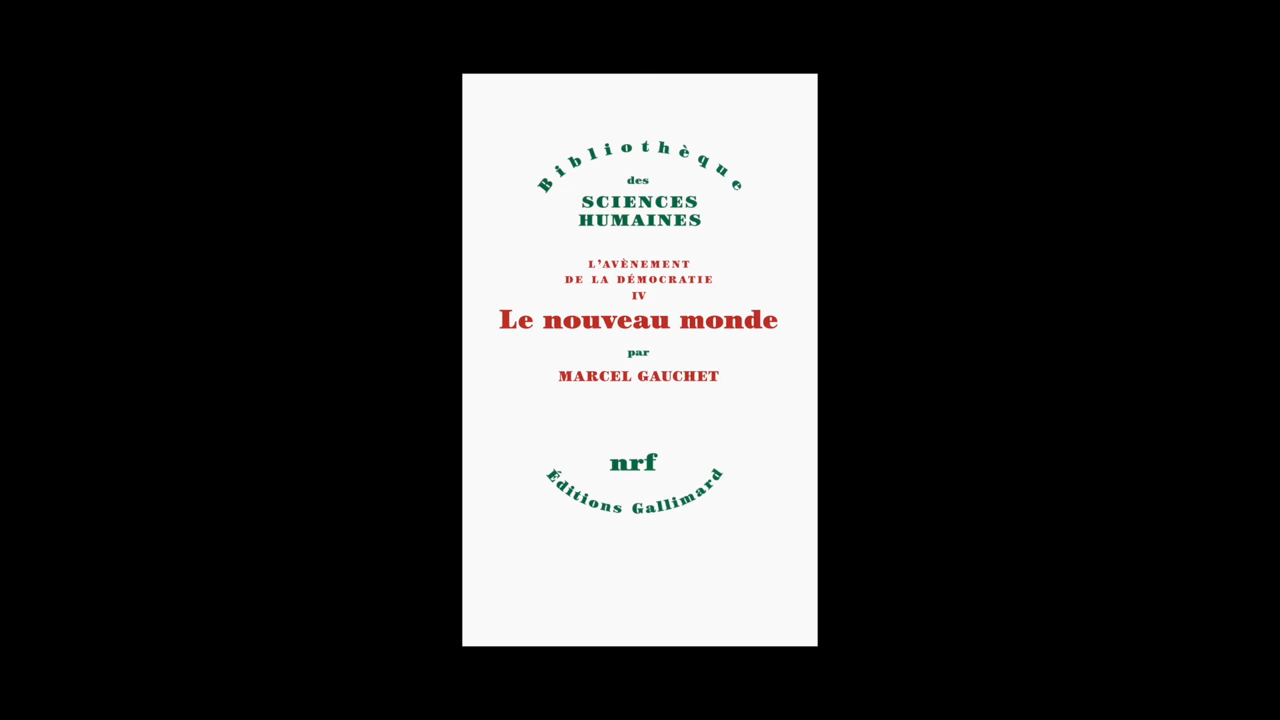 Bibliothèque
des
SCIENCES
HUMAINES
L'AVÈNEMENT
DE LA DÉMOCRATIE
IV
Le nouveau monde
par
MARCEL GAUCHET
nrf
Éditions Gallimard